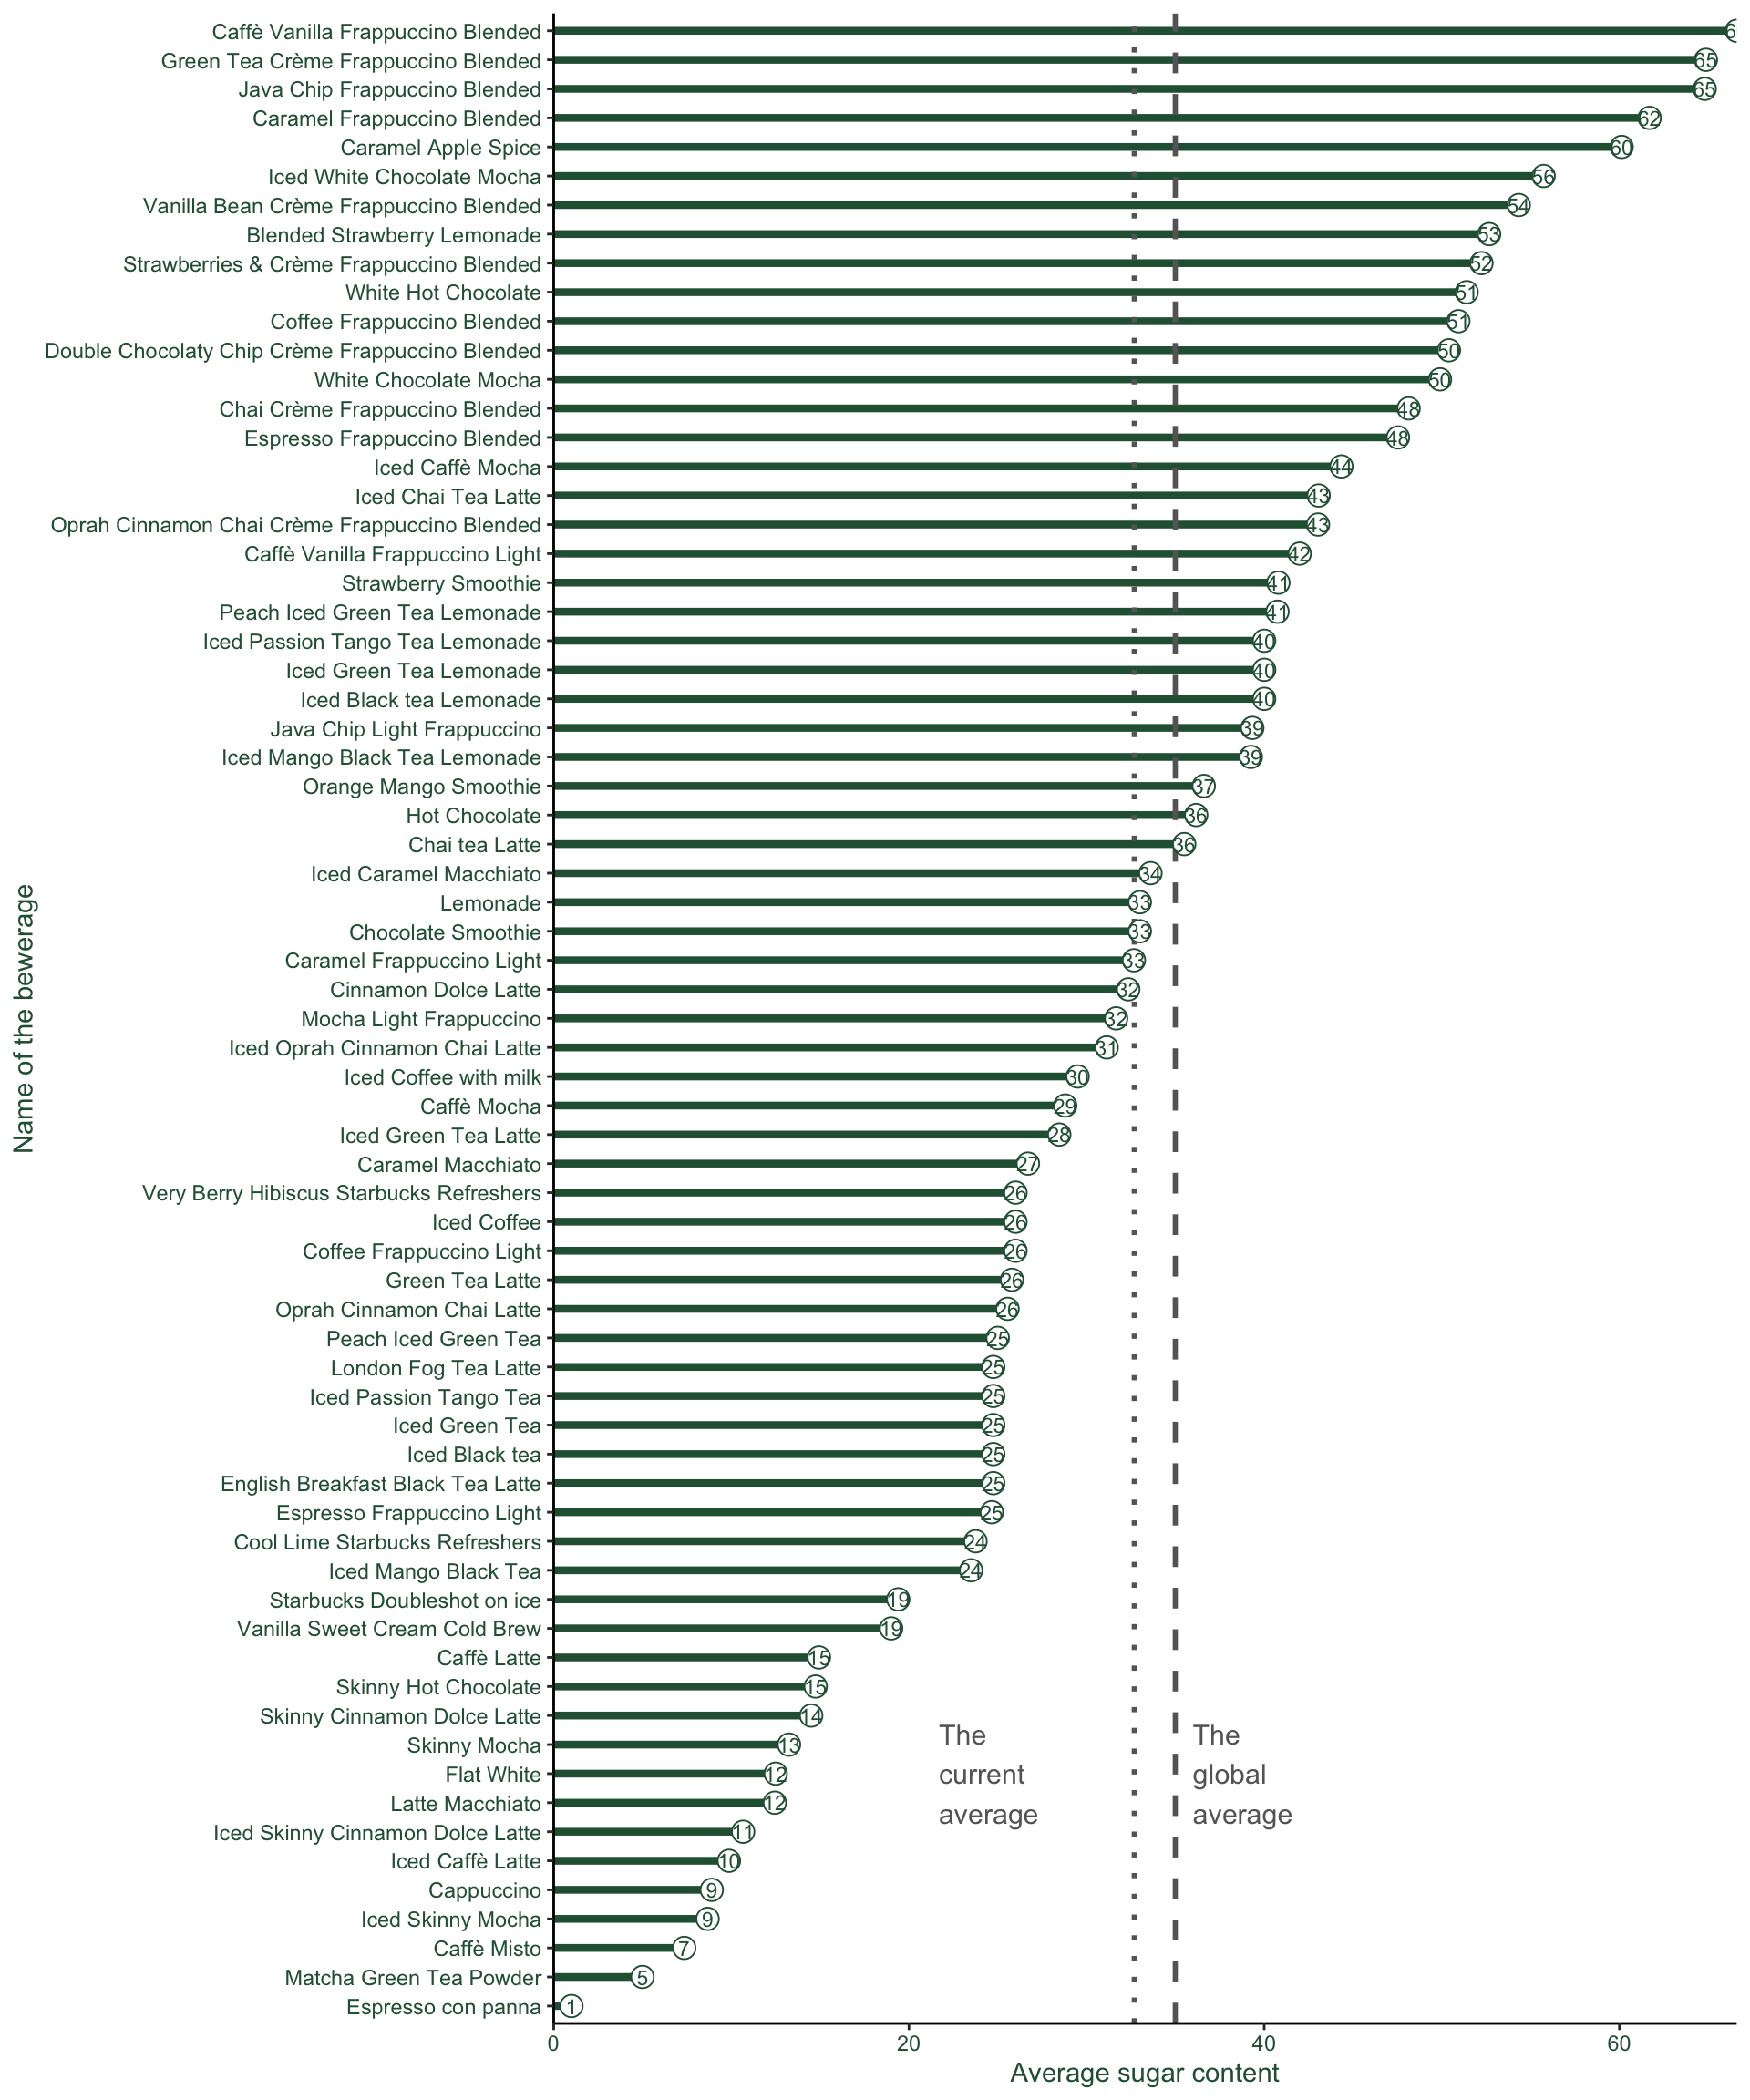 Caffè Vanilla Frappuccino Blended
Green Tea Crème Frappuccino Blended 65
Java Chip Frappuccino Blended 65
Caramel Frappuccino Blended 62
Caramel Apple Spice 60
Iced White Chocolate Mocha 56
Vanilla Bean Crème Frappuccino Blended 54
Blended Strawberry Lemonade 53
Strawberries & Crème Frappuccino Blended 52
White Hot Chocolate 51
Coffee Frappuccino Blended 51
Double Chocolaty Chip Crème Frappuccino Blended 50
White Chocolate Mocha 50
Chai Crème Frappuccino Blended 48
Espresso Frappuccino Blended 48
Iced Caffè Mocha 44
Iced Chai Tea Latte 43
Oprah Cinnamon Chai Crème Frappuccino Blended 43
Caffè Vanilla Frappuccino Light 42
Strawberry Smoothie 41
Peach Iced Green Tea Lemonade 41
Iced Passion Tango Tea Lemonade 40
Iced Green Tea Lemonade 40
Iced Black tea Lemonade 40
Java Chip Light Frappuccino 39
Iced Mango Black Tea Lemonade 39
Orange Mango Smoothie 37
Hot Chocolate 36
Chai tea Latte 36
Iced Caramel Macchiato 34
Lemonade 33
Chocolate Smoothie 33
Caramel Frappuccino Light 33
Cinnamon Dolce Latte 32
Mocha Light Frappuccino 32
Iced Oprah Cinnamon Chai Latte 31
Iced Coffee with milk 30
Caffè Mocha 29
Iced Green Tea Latte 28
Caramel Macchiato 27
Very Berry Hibiscus Starbucks Refreshers 26
Iced Coffee 26
Coffee Frappuccino Light 26
Green Tea Latte 26
Oprah Cinnamon Chai Latte 26
Peach Iced Green Tea 25
London Fog Tea Latte 25
Iced Passion Tango Tea 25
Iced Green Tea 25
Iced Black tea 25
English Breakfast Black Tea Latte 25
Espresso Frappuccino Light 25
Cool Lime Starbucks Refreshers 24
Iced Mango Black Tea 24
Starbucks Doubleshot on ice 19
Vanilla Sweet Cream Cold Brew 19
Caffè Latte 15
Skinny Hot Chocolate 15
Skinny Cinnamon Dolce Latte 14
Skinny Mocha 13
Flat White 12
Latte Macchiato 12
Iced Skinny Cinnamon Dolce Latte 11
Iced Caffè Latte 10
Cappuccino 9
Iced Skinny Mocha 9
Caffè Misto 7
Matcha Green Tea Powder 5
Espresso con panna 1
The
current
average
The
global
average
0 20 40 60
Average sugar content
Name of the bewerage